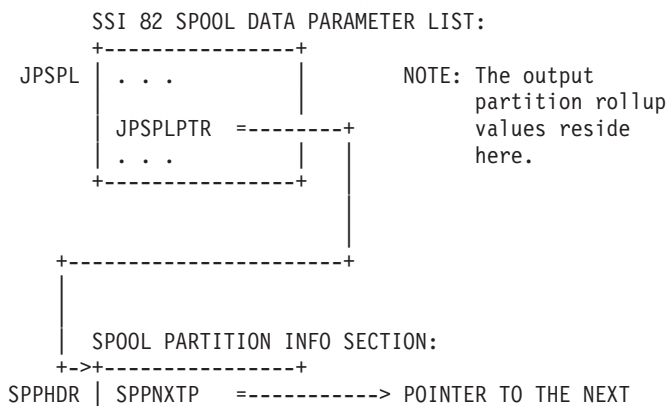 SSI 82 SPOOL DATA PARAMETER LIST:
+----------------+
JPSPL | . . . | NOTE: The output
| | partition rollup
| JPSPLPTR =--------+ values reside
| . . . | | here.
+----------------+ |
|
|
+-----------------------+
|
|
| SPOOL PARTITION INFO SECTION:
+->+----------------+
SPPHDR | SPPNXTP =-----------> POINTER TO THE NEXT